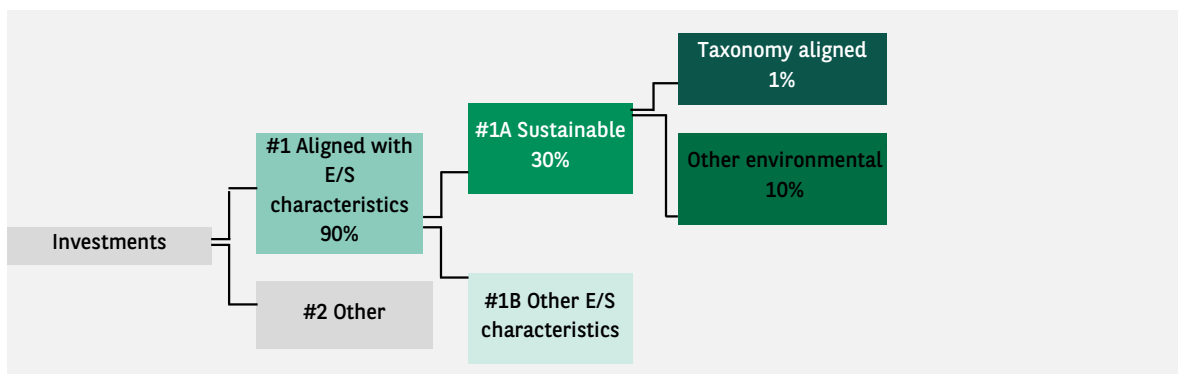 Investments
#1 Aligned with
E/S
characteristics
90%
#2 Other
#1A Sustainable
30%
#1B Other E/S
characteristics
Taxonomy aligned
1%
Other environmental
10%